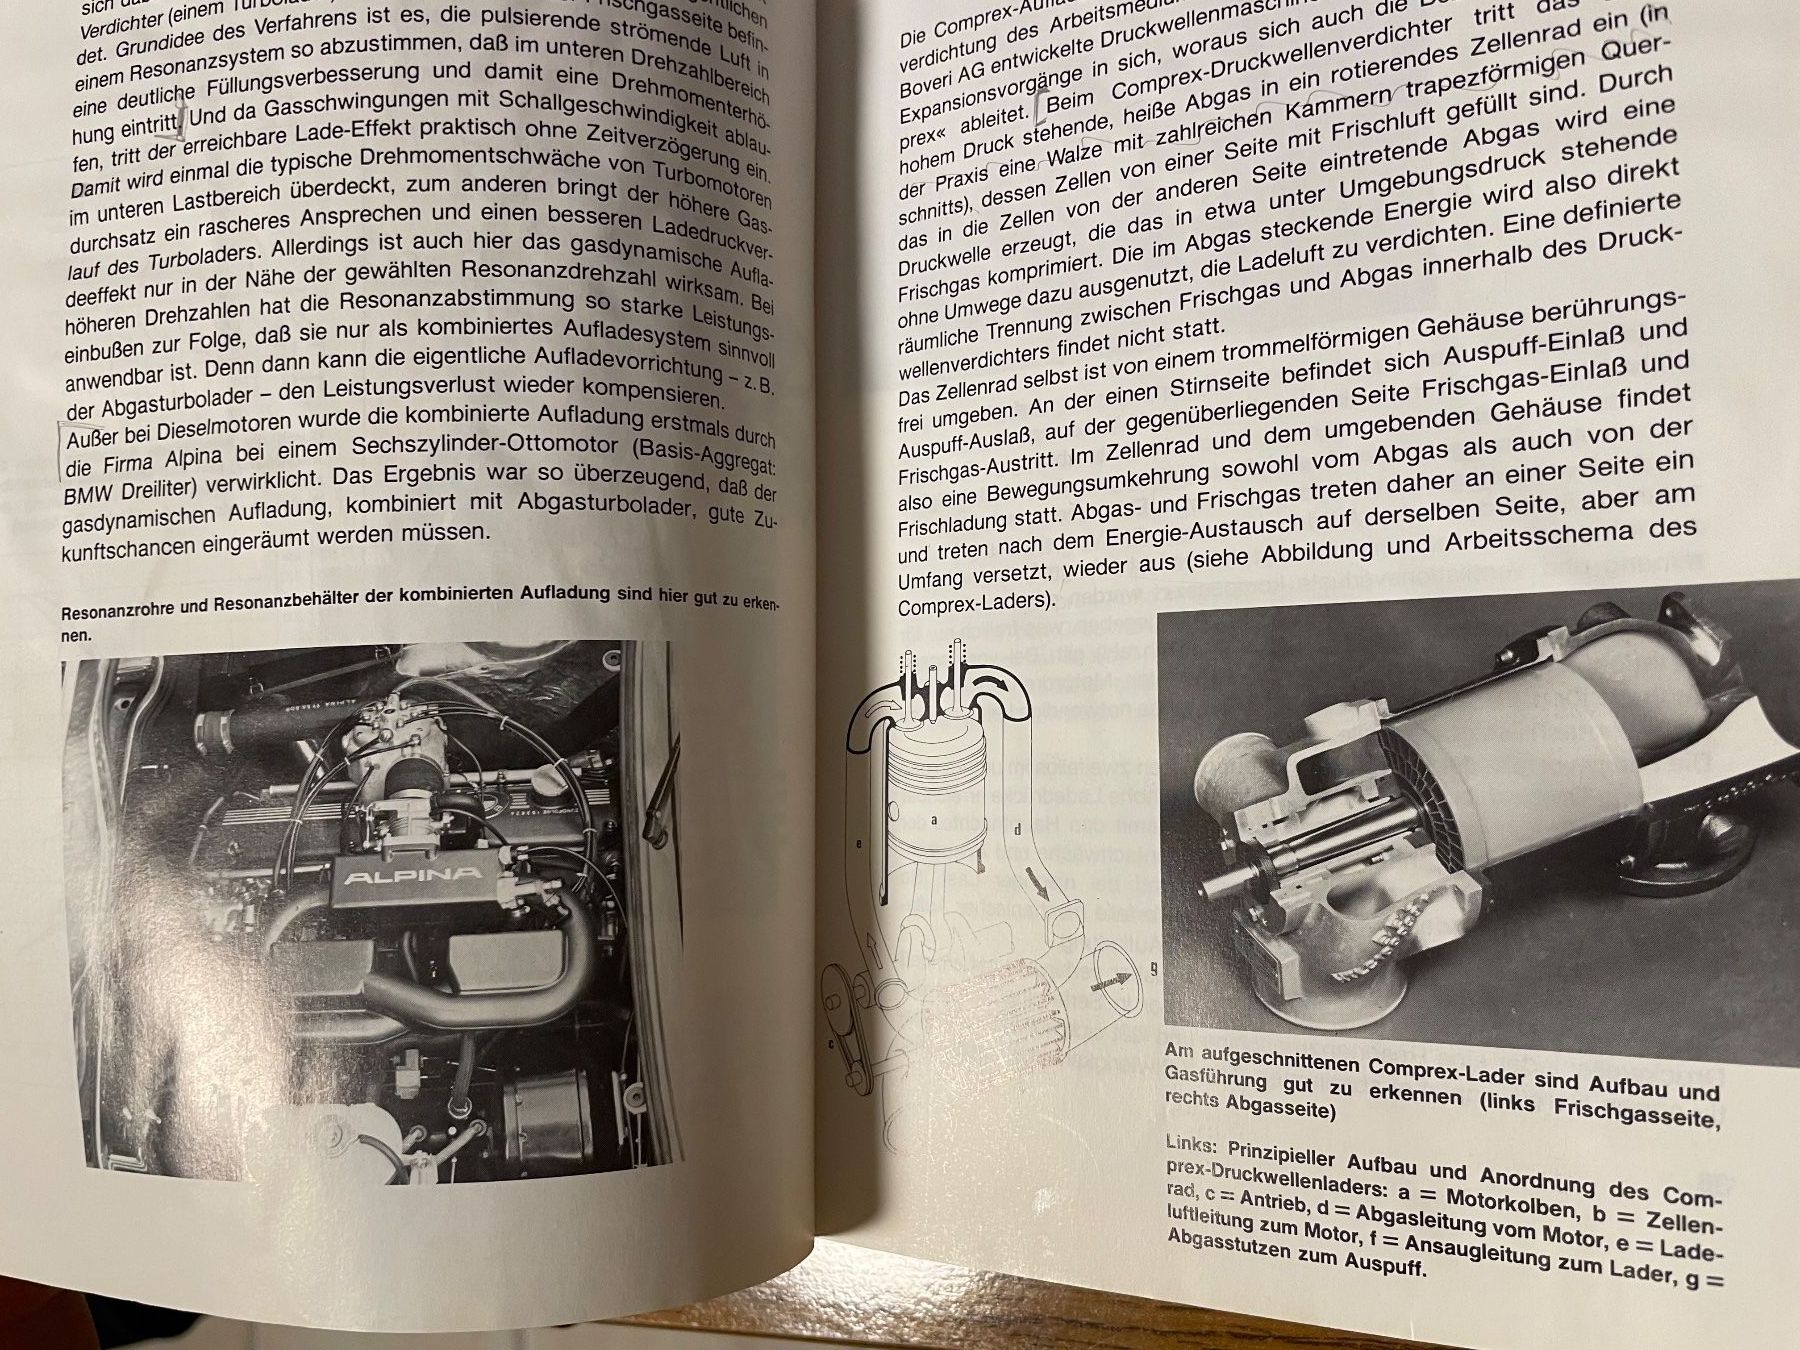 sich
Verdichter (einem
det. Grundidee des Verfahrens ist es, die pulsierende strömende Luft in
einem Resonanzsystem so abzustimmen, daß im unteren Drehzahlbereich
eine deutliche Füllungsverbesserung und damit eine Drehmomenterhö-
hung eintritt. Und da Gasschwingungen mit Schallgeschwindigkeit ablau-
fen, tritt der erreichbare Lade-Effekt praktisch ohne Zeitverzögerung ein.
Damit wird einmal die typische Drehmomentschwäche von Turbomotoren
im unteren Lastbereich überdeckt, zum anderen bringt der höhere Gas-
durchsatz ein rascheres Ansprechen und einen besseren Ladedruckver-
lauf des Turboladers. Allerdings ist auch hier das gasdynamische Aufla-
deeffekt nur in der Nähe der gewählten Resonanzdrehzahl wirksam. Bei
höheren Drehzahlen hat die Resonanzabstimmung so starke Leistungs-
einbußen zur Folge, daß sie nur als kombiniertes Aufladesystem sinnvoll
anwendbar ist. Denn dann kann die eigentliche Aufladevorrichtung – z. B.
der Abgasturbolader – den Leistungsverlust wieder kompensieren.
Außer bei Dieselmotoren wurde die kombinierte Aufladung erstmals durch
die Firma Alpina bei einem Sechszylinder-Ottomotor (Basis-Aggregat:
BMW Dreiliter) verwirklicht. Das Ergebnis war so überzeugend, daß der
gasdynamischen Aufladung, kombiniert mit Abgasturbolader, gute Zu-
kunftschancen eingeräumt werden müssen.
Resonanzrohre und Resonanzbehälter der kombinierten Aufladung sind hier gut zu erken-
nen.
ALPINA
ALPINA
Die
verdichtung des Arbeitsmediums
Boveri AG entwickelte Druckwellenmaschine
Expansionsvorgänge in sich, woraus sich auch die
prex« ableitet. Beim Comprex-Druckwellenverdichter tritt das
hohem Druck stehende, heiße Abgas in ein rotierendes Zellenrad ein (in
der Praxis eine Walze mit zahlreichen Kammern trapezförmigen Quer-
schnitts), dessen Zellen von einer Seite mit Frischluft gefüllt sind. Durch
das in die Zellen von der anderen Seite eintretende Abgas wird eine
Druckwelle erzeugt, die das in etwa unter Umgebungsdruck stehende
Frischgas komprimiert. Die im Abgas steckende Energie wird also direkt
ohne Umwege dazu ausgenutzt, die Ladeluft zu verdichten. Eine definierte
räumliche Trennung zwischen Frischgas und Abgas innerhalb des Druck-
wellenverdichters findet nicht statt.
Das Zellenrad selbst ist von einem trommelförmigen Gehäuse berührungs-
frei umgeben. An der einen Stirnseite befindet sich Auspuff-Einlaß und
Auspuff-Auslaß, auf der gegenüberliegenden Seite Frischgas-Einlaß und
Frischgas-Austritt. Im Zellenrad und dem umgebenden Gehäuse findet
also eine Bewegungsumkehrung sowohl vom Abgas als auch von der
Frischladung statt. Abgas- und Frischgas treten daher an einer Seite ein
und treten nach dem Energie-Austausch auf derselben Seite, aber am
Umfang versetzt, wieder aus (siehe Abbildung und Arbeitsschema des
Comprex-Laders).
a
d
e
g
c
Am aufgeschnittenen Comprex-Lader sind Aufbau und
Gasführung gut zu erkennen (links Frischgasseite,
rechts Abgasseite)
Links: Prinzipieller Aufbau und Anordnung des Com-
prex-Druckwellenladers: a = Motorkolben, b = Zellen-
rad, c = Antrieb, d = Abgasleitung vom Motor, e = Lade-
luftleitung zum Motor, f = Ansaugleitung zum Lader, g =
Abgasstutzen zum Auspuff.